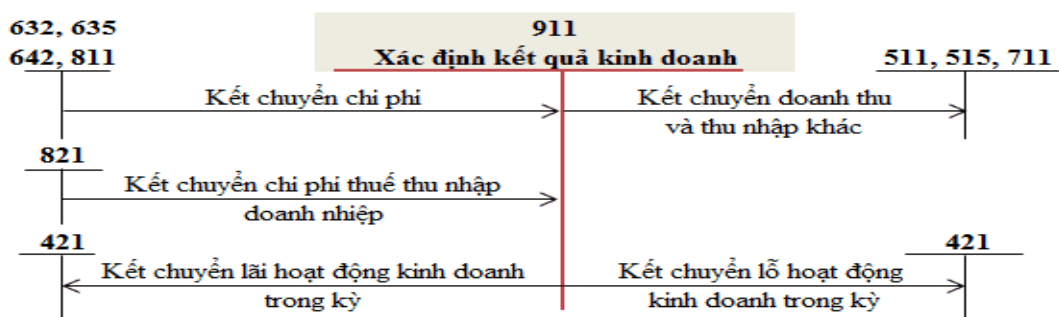 632, 635
642, 811
911
Xác định kết quả kinh doanh
511, 515, 711
Kết chuyển chi phí
Kết chuyển doanh thu
và thu nhập khác
821
Kết chuyển chi phí thuế thu nhập
doanh nhiệp
421
421
Kết chuyển lãi hoạt động kinh doanh
trong kỳ
Kết chuyển lỗ hoạt động
kinh doanh trong kỳ